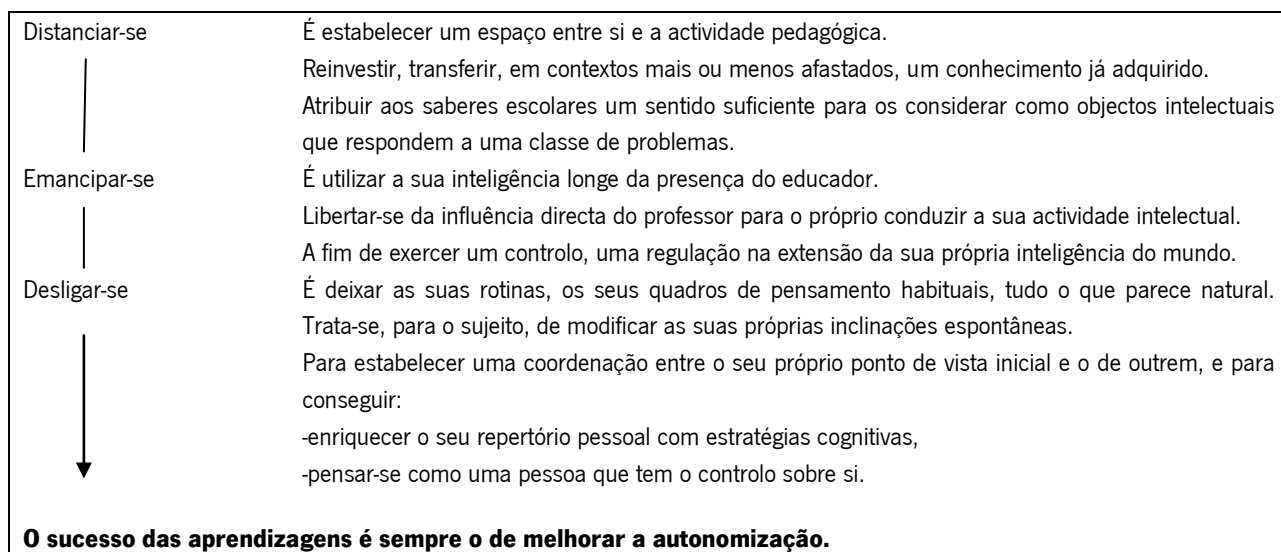 Distanciar-se É estabelecer um espaço entre si e a actividade pedagógica.
Reinvestir, transferir, em contextos mais ou menos afastados, um conhecimento já adquirido.
Atribuir aos saberes escolares um sentido suficiente para os considerar como objectos intelectuais
que respondem a uma classe de problemas.
Emancipar-se É utilizar a sua inteligência longe da presença do educador.
Libertar-se da influência directa do professor para o próprio conduzir a sua actividade intelectual.
A fim de exercer um controlo, uma regulação na extensão da sua própria inteligência do mundo.
Desligar-se É deixar as suas rotinas, os seus quadros de pensamento habituais, tudo o que parece natural.
Trata-se, para o sujeito, de modificar as suas próprias inclinações espontâneas.
Para estabelecer uma coordenação entre o seu próprio ponto de vista inicial e o de outrem, e para
conseguir:
-enriquecer o seu repertório pessoal com estratégias cognitivas,
-pensar-se como uma pessoa que tem o controlo sobre si.
O sucesso das aprendizagens é sempre o de melhorar a autonomização.